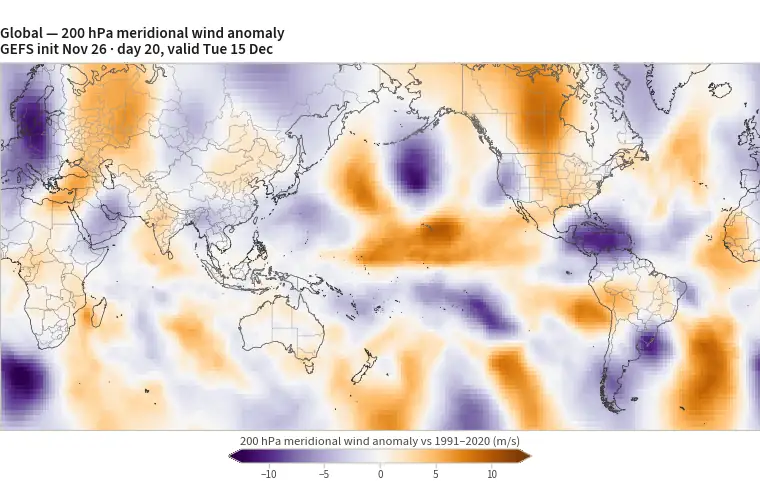 Global — 200 hPa meridional wind anomaly
GEFS init Nov 26 · day 20, valid Tue 15 Dec
200 hPa meridional wind anomaly vs 1991–2020 (m/s)
−10 −5 0 5 10